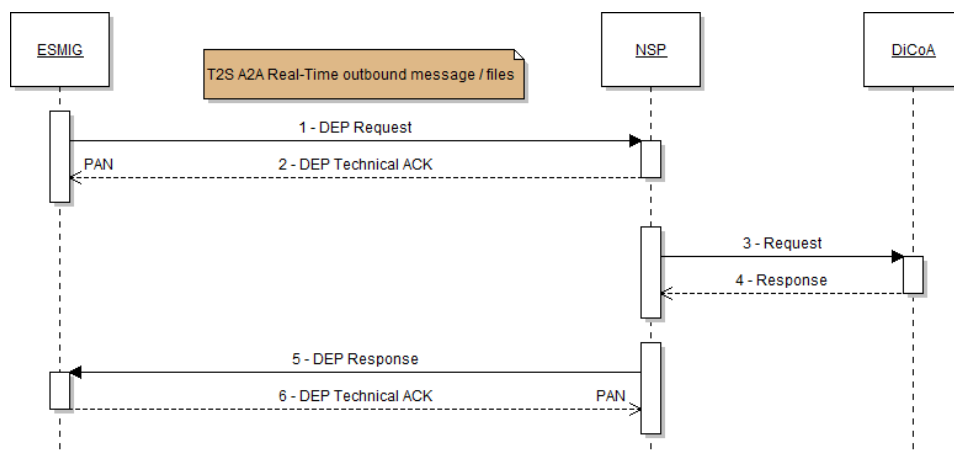 ESMIG
NSP
DiCoA
T2S A2A Real-Time outbound message / files
1 - DEP Request
PAN
2 - DEP Technical ACK
3 - Request
4 - Response
5 - DEP Response
6 - DEP Technical ACK
PAN